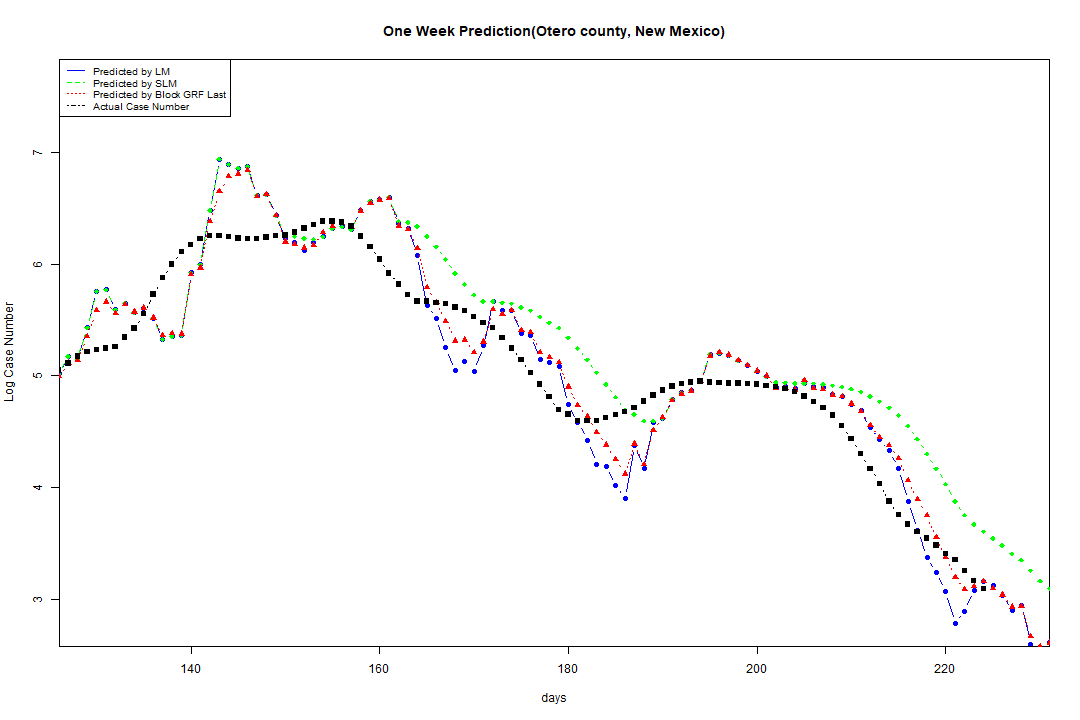 One Week Prediction(Otero county, New Mexico)
Predicted by LM
Predicted by SLM
Predicted by Block GRF Last
Actual Case Number
Log Case Number
7
6
5
4
3
140 160 180 200 220
days